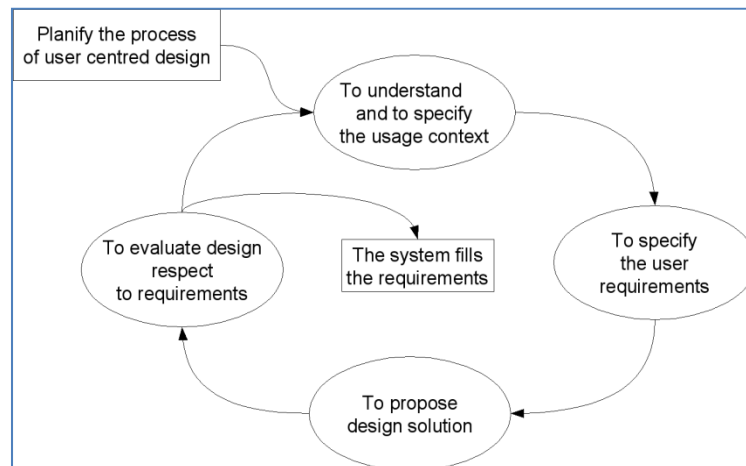 Planify the process
of user centred design
To understand
and to specify
the usage context
To evaluate design
respect
to requirements
The system fills
the requirements
To specify
the user
requirements
To propose
design solution